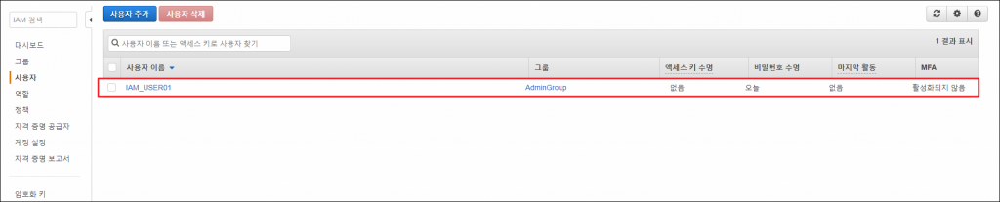 IAM 검색
대시보드
그룹
사용자
역할
정책
자격 증명 공급자
계정 설정
자격 증명 보고서
암호화 키
사용자 추가 사용자 삭제
사용자 이름 또는 액세스 키로 사용자 찾기 1 결과 표시
사용자 이름 그룹 액세스 키 수명 비밀번호 수명 마지막 활동 MFA
IAM_USER01 AdminGroup 없음 오늘 없음 활성화되지 않음